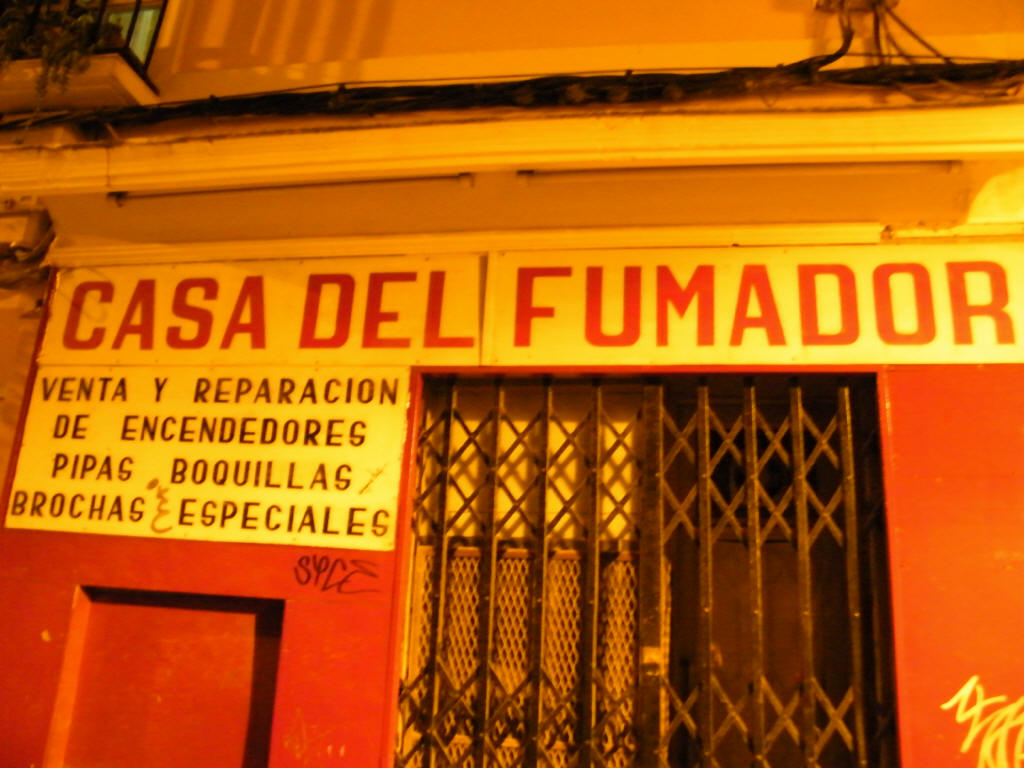 CASA DEL FUMADOR
VENTA Y REPARACION
DE ENCENDEDORES
PIPAS BOQUILLAS
BROCHAS ESPECIALES